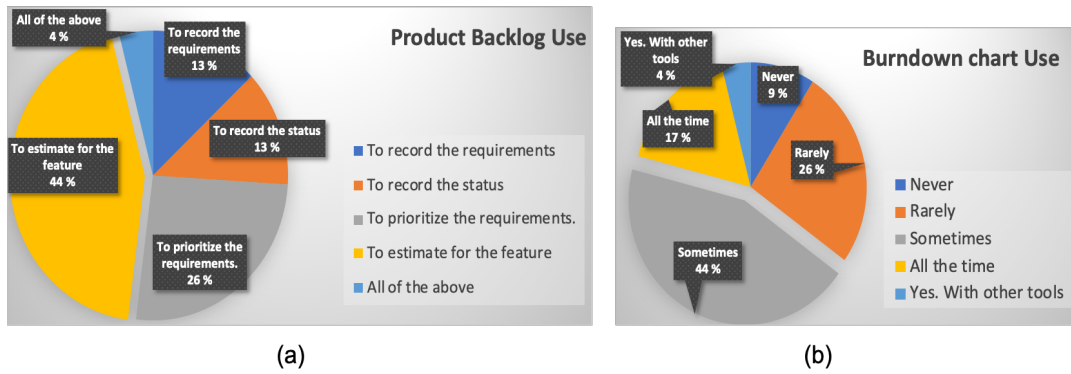 Product Backlog Use
All of the above
4 %
To record the
requirements
13 %
To record the status
13 %
To estimate for the
feature
44 %
To prioritize the
requirements.
26 %
To record the requirements
To record the status
To prioritize the requirements.
To estimate for the feature
All of the above
(a)
Burndown chart Use
Yes. With other
tools
4 %
Never
9 %
All the time
17 %
Rarely
26 %
Sometimes
44 %
Never
Rarely
Sometimes
All the time
Yes. With other tools
(b)